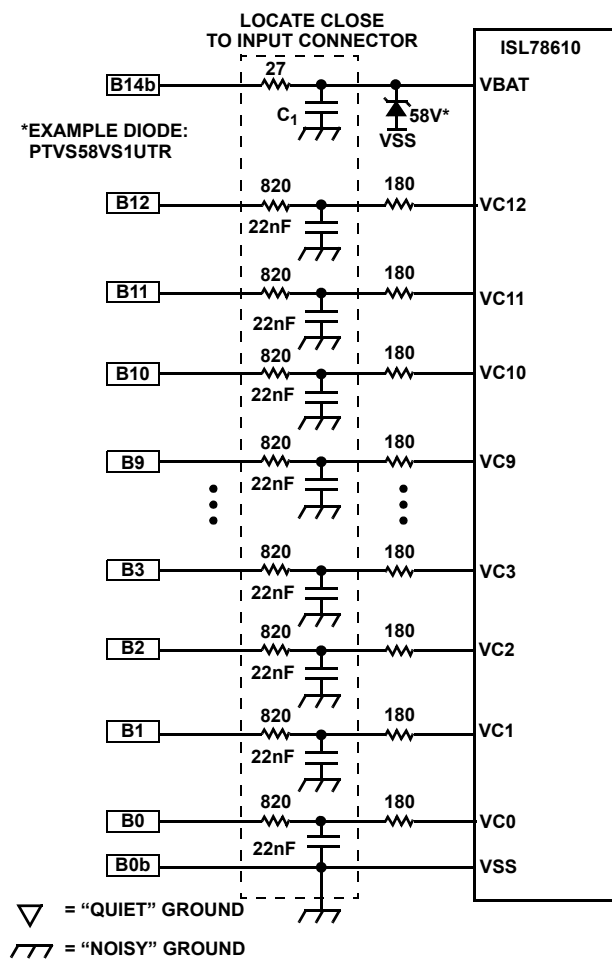 LOCATE CLOSE
TO INPUT CONNECTOR
ISL78610
B14b
27
C1
58V*
VSS
VBAT
*EXAMPLE DIODE:
PTVS58VS1UTR
B12
820
22nF
180
VC12
B11
820
22nF
180
VC11
B10
820
22nF
180
VC10
B9
820
22nF
180
VC9
B3
820
22nF
180
VC3
B2
820
22nF
180
VC2
B1
820
22nF
180
VC1
B0
820
22nF
180
VC0
B0b
VSS
= “QUIET” GROUND
= “NOISY” GROUND